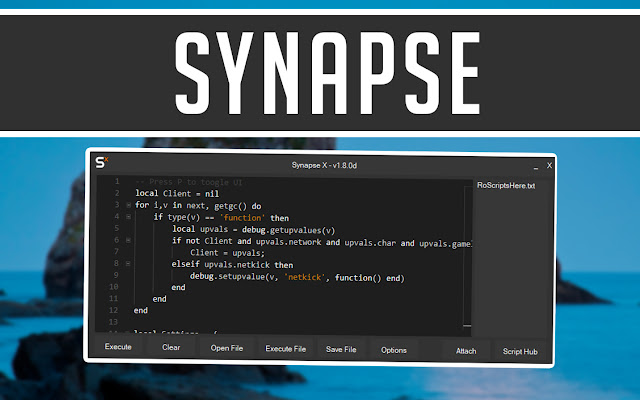 SYNAPSE
SX
Synapse X - v1.8.0d
_ X
1 -- Press P to toogle UI
2 local Client = nil
3 for i,v in next, getgc() do
4 if type(v) == 'function' then
5 local upvals = debug.getupvalues(v)
6 if not Client and upvals.network and upvals.char and upvals.game
7 Client = upvals;
8 elseif upvals.netkick then
9 debug.setupvalue(v, 'netkick', function() end)
10 end
11 end
12 end
13
local Settings = {
RoScriptsHere.txt
Execute Clear Open File Execute File Save File Options Attach Script Hub